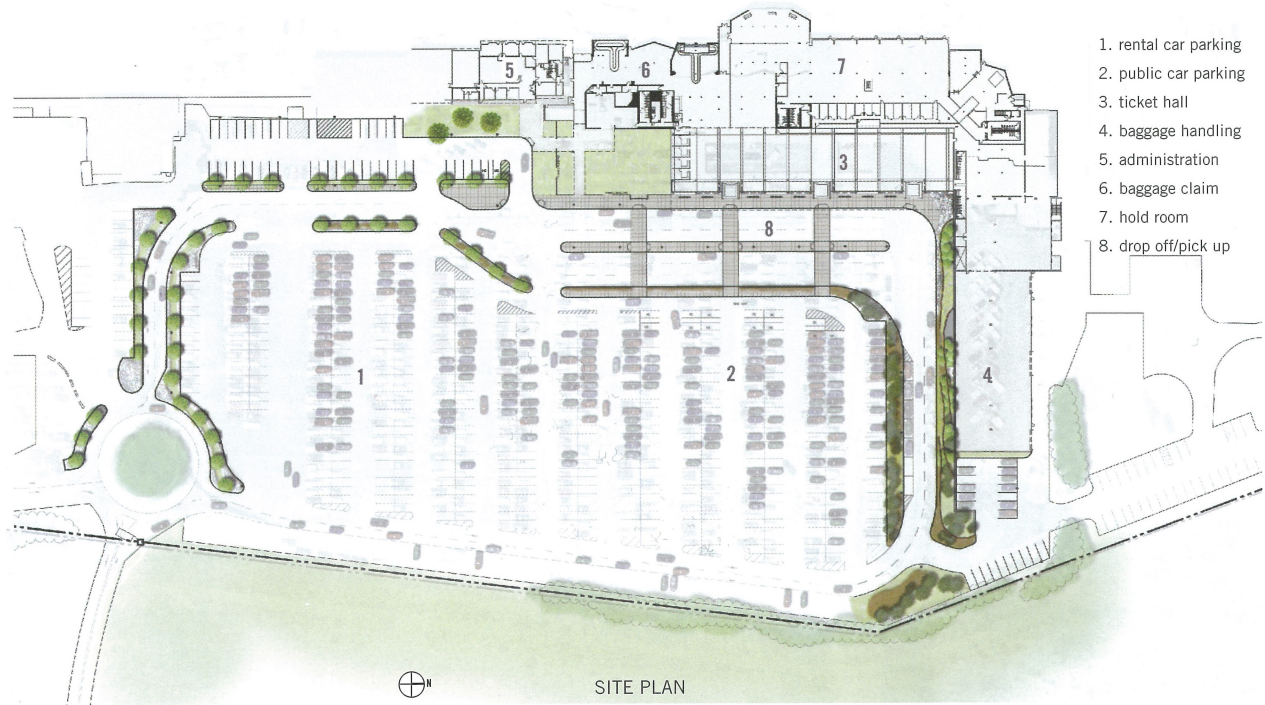 1. rental car parking
2. public car parking
3. ticket hall
4. baggage handling
5. administration
6. baggage claim
7. hold room
8. drop off/pick up
5
6
7
3
8
1
2
4
N
SITE PLAN